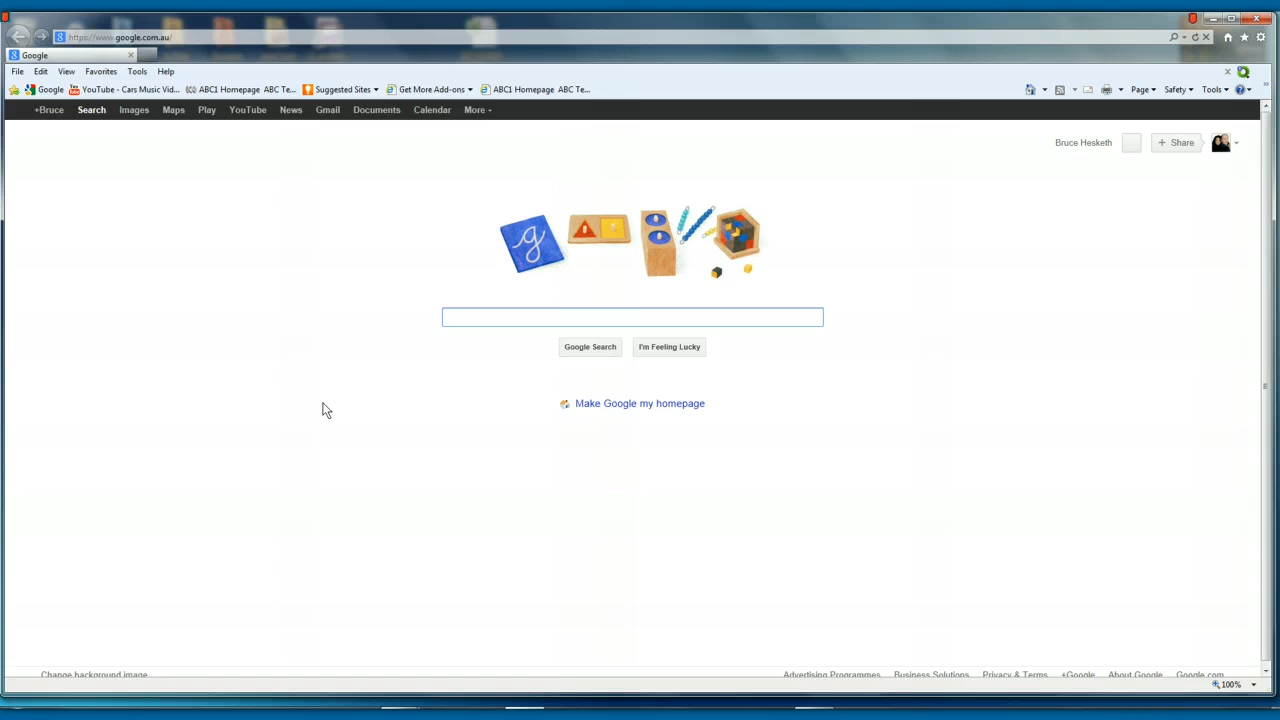 https://www.google.com.au/
Google
File Edit View Favorites Tools Help
Google YouTube - Cars Music Vid... ABC1 Homepage ABC Te... Suggested Sites Get More Add-ons ABC1 Homepage ABC Te... Page Safety Tools
+Bruce Search Images Maps Play YouTube News Gmail Documents Calendar More
Bruce Hesketh + Share
g
Google Search I'm Feeling Lucky
Make Google my homepage
Change background image Advertising Programmes Business Solutions Privacy & Terms +Google About Google Google.com
100%